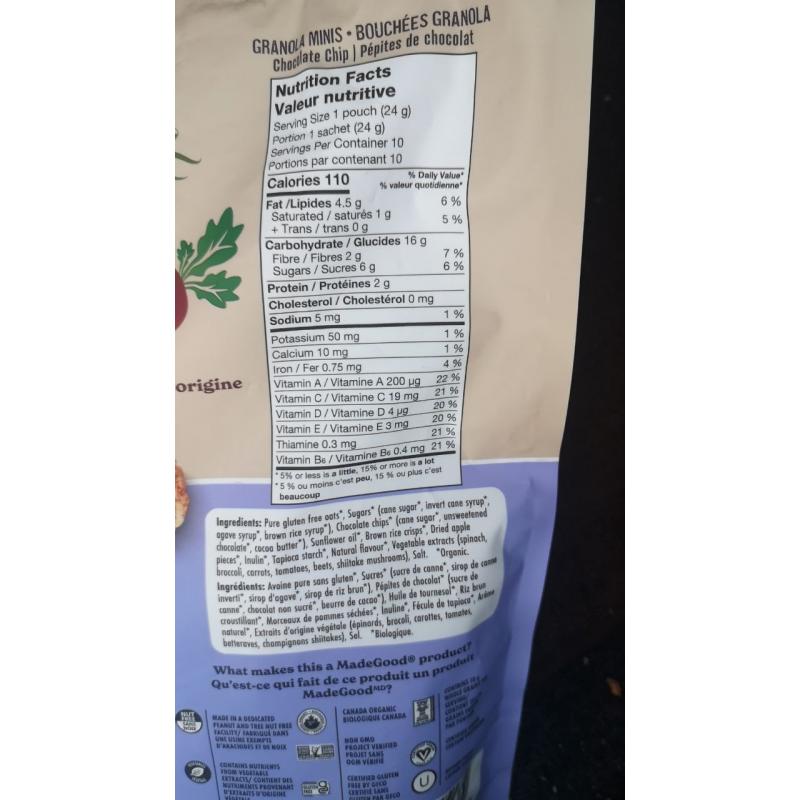 GRANOLA MINIS • BOUCHÉES GRANOLA
Chocolate Chip | Pépites de chocolat
Nutrition Facts
Valeur nutritive
Serving Size 1 pouch (24 g)
Portion 1 sachet (24 g)
Servings Per Container 10
Portions par contenant 10
Calories 110
% Daily Value*
% valeur quotidienne*
Fat /Lipides 4.5 g 6 %
Saturated / saturés 1 g
+ Trans / trans 0 g 5 %
Carbohydrate / Glucides 16 g
Fibre / Fibres 2 g 7 %
Sugars / Sucres 6 g 6 %
Protein / Protéines 2 g
Cholesterol / Cholestérol 0 mg
Sodium 5 mg 1 %
Potassium 50 mg 1 %
Calcium 10 mg 1 %
Iron / Fer 0.75 mg 4 %
Vitamin A / Vitamine A 200 µg 22 %
Vitamin C / Vitamine C 19 mg 21 %
Vitamin D / Vitamine D 4 µg 20 %
Vitamin E / Vitamine E 3 mg 20 %
Thiamine 0.3 mg 21 %
Vitamin B6 / Vitamine B6 0.4 mg 21 %
*5% or less is a little, 15% or more is a lot
*5 % ou moins c'est peu, 15 % ou plus c'est
beaucoup
origine
Ingredients: Pure gluten free oats*, Sugars* (cane sugar*, invert cane syrup*,
agave syrup*, brown rice syrup*), Chocolate chips* (cane sugar*, unsweetened
chocolate*, cocoa butter*), Sunflower oil*, Brown rice crisps*, Dried apple
pieces*, Inulin*, Tapioca starch*, Natural flavour*, Vegetable extracts (spinach,
broccoli, carrots, tomatoes, beets, shiitake mushrooms), Salt. *Organic.
Ingrédients: Avoine pure sans gluten*, Sucres* (sucre de canne*, sirop de canne
inverti*, sirop d'agave*, sirop de riz brun*), Pépites de chocolat* (sucre de
canne*, chocolat non sucré*, beurre de cacao*), Huile de tournesol*, Riz brun
croustillant*, Morceaux de pommes séchées*, Inuline*, Fécule de tapioca*, Arôme
naturel*, Extraits d'origine végétale (épinards, brocoli, carottes, tomates,
betteraves, champignons shiitakes), Sel. *Biologique.
What makes this a MadeGood® product?
Qu'est-ce qui fait de ce produit un produit
MadeGoodMD?
NUT
FREE
SANS
NOIX
MADE IN A DEDICATED
PEANUT AND TREE NUT FREE
FACILITY/ FABRIQUÉ DANS
UNE USINE EXEMPTE
D'ARACHIDES ET DE NOIX
CANADA ORGANIC
BIOLOGIQUE CANADA
CONTAINS NUTRIENTS
FROM VEGETABLE
EXTRACTS/ CONTIENT DES
NUTRIMENTS PROVENANT
D'EXTRAITS D'ORIGINE
VÉGÉTALE
NON GMO
PROJECT VERIFIED
PROJET SANS
OGM VÉRIFIÉ
CERTIFIED GLUTEN
FREE BY GFCO
CERTIFIÉ SANS
GLUTEN PAR GFCO
U